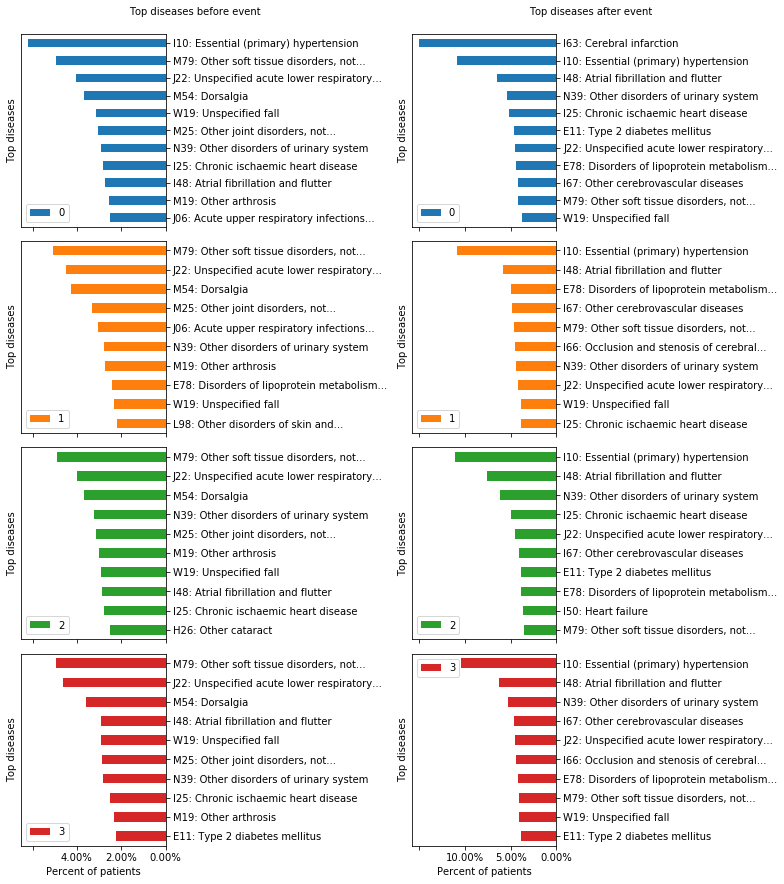 Top diseases before event
Top diseases
I10: Essential (primary) hypertension
M79: Other soft tissue disorders, not...
J22: Unspecified acute lower respiratory...
M54: Dorsalgia
W19: Unspecified fall
M25: Other joint disorders, not...
N39: Other disorders of urinary system
I25: Chronic ischaemic heart disease
I48: Atrial fibrillation and flutter
M19: Other arthrosis
J06: Acute upper respiratory infections...
0
Top diseases
M79: Other soft tissue disorders, not...
J22: Unspecified acute lower respiratory...
M54: Dorsalgia
M25: Other joint disorders, not...
J06: Acute upper respiratory infections...
N39: Other disorders of urinary system
M19: Other arthrosis
E78: Disorders of lipoprotein metabolism...
W19: Unspecified fall
L98: Other disorders of skin and...
1
Top diseases
M79: Other soft tissue disorders, not...
J22: Unspecified acute lower respiratory...
M54: Dorsalgia
N39: Other disorders of urinary system
M25: Other joint disorders, not...
M19: Other arthrosis
W19: Unspecified fall
I48: Atrial fibrillation and flutter
I25: Chronic ischaemic heart disease
H26: Other cataract
2
Top diseases
M79: Other soft tissue disorders, not...
J22: Unspecified acute lower respiratory...
M54: Dorsalgia
I48: Atrial fibrillation and flutter
W19: Unspecified fall
M25: Other joint disorders, not...
N39: Other disorders of urinary system
I25: Chronic ischaemic heart disease
M19: Other arthrosis
E11: Type 2 diabetes mellitus
3
4.00% 2.00% 0.00%
Percent of patients
Top diseases after event
Top diseases
I63: Cerebral infarction
I10: Essential (primary) hypertension
I48: Atrial fibrillation and flutter
N39: Other disorders of urinary system
I25: Chronic ischaemic heart disease
E11: Type 2 diabetes mellitus
J22: Unspecified acute lower respiratory...
E78: Disorders of lipoprotein metabolism...
I67: Other cerebrovascular diseases
M79: Other soft tissue disorders, not...
W19: Unspecified fall
0
Top diseases
I10: Essential (primary) hypertension
I48: Atrial fibrillation and flutter
E78: Disorders of lipoprotein metabolism...
I67: Other cerebrovascular diseases
M79: Other soft tissue disorders, not...
I66: Occlusion and stenosis of cerebral...
N39: Other disorders of urinary system
J22: Unspecified acute lower respiratory...
W19: Unspecified fall
I25: Chronic ischaemic heart disease
1
Top diseases
I10: Essential (primary) hypertension
I48: Atrial fibrillation and flutter
N39: Other disorders of urinary system
I25: Chronic ischaemic heart disease
J22: Unspecified acute lower respiratory...
I67: Other cerebrovascular diseases
E11: Type 2 diabetes mellitus
E78: Disorders of lipoprotein metabolism...
I50: Heart failure
M79: Other soft tissue disorders, not...
2
Top diseases
3
I10: Essential (primary) hypertension
I48: Atrial fibrillation and flutter
N39: Other disorders of urinary system
I67: Other cerebrovascular diseases
J22: Unspecified acute lower respiratory...
I66: Occlusion and stenosis of cerebral...
E78: Disorders of lipoprotein metabolism...
M79: Other soft tissue disorders, not...
W19: Unspecified fall
E11: Type 2 diabetes mellitus
10.00% 5.00% 0.00%
Percent of patients